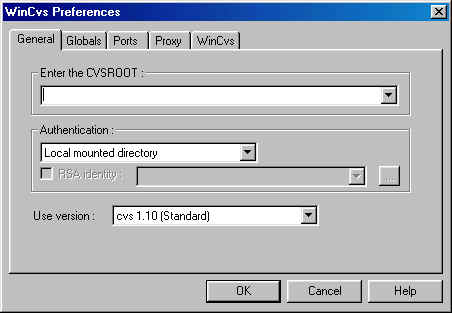 WinCvs Preferences
General Globals Ports Proxy WinCvs
Enter the CVSROOT :
Authentication :
Local mounted directory
RSA identity :
...
Use version : cvs 1.10 (Standard)
OK Cancel Help